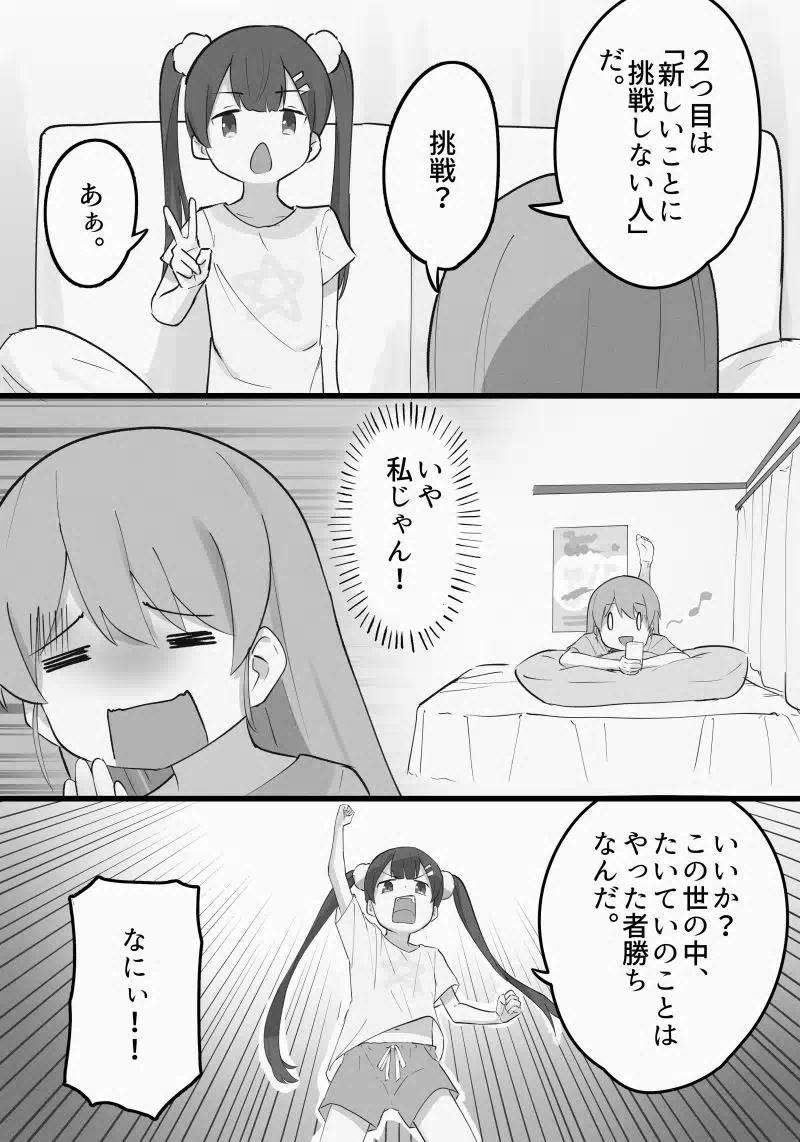 ２つ目は
「新しいことに
挑戦しない人」
だ。
挑戦？
あぁ。
いや
私じゃん！
いいか？
この世の中、
たいていのことは
やった者勝ち
なんだ。
なにぃ！！